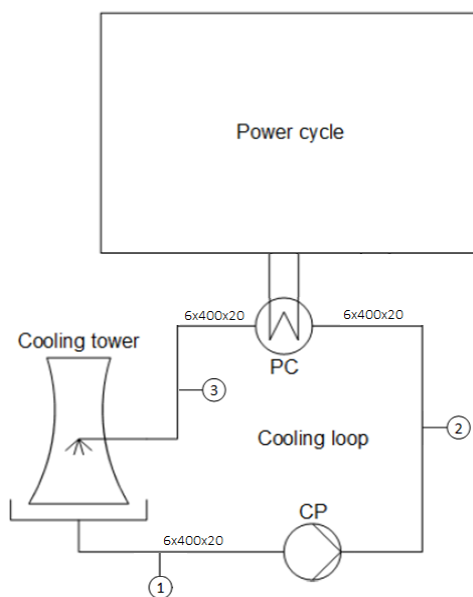 Power cycle
6x400x20
6x400x20
Cooling tower
PC
3
2
Cooling loop
CP
6x400x20
1